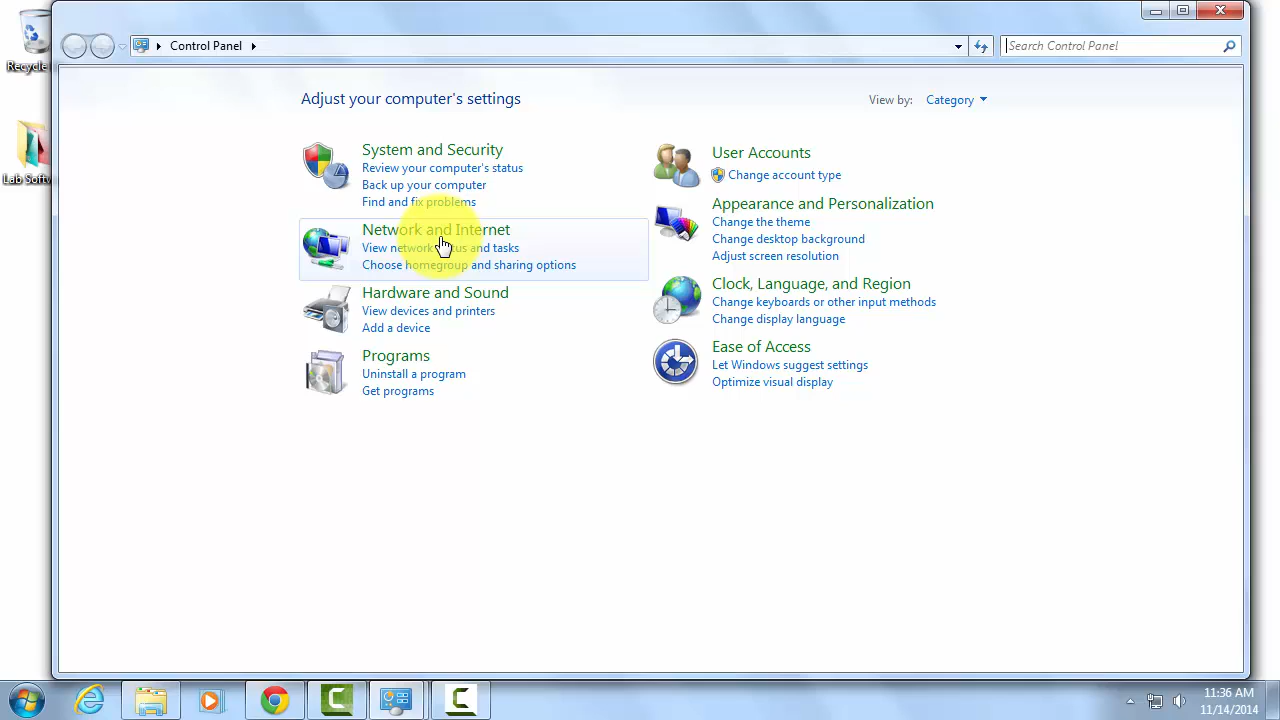 Recycle
Lab Softw
Control Panel
Search Control Panel
Adjust your computer's settings
View by: Category
System and Security
Review your computer's status
Back up your computer
Find and fix problems
Network and Internet
View network status and tasks
Choose homegroup and sharing options
Hardware and Sound
View devices and printers
Add a device
Programs
Uninstall a program
Get programs
User Accounts
Change account type
Appearance and Personalization
Change the theme
Change desktop background
Adjust screen resolution
Clock, Language, and Region
Change keyboards or other input methods
Change display language
Ease of Access
Let Windows suggest settings
Optimize visual display
11:36 AM
11/14/2014